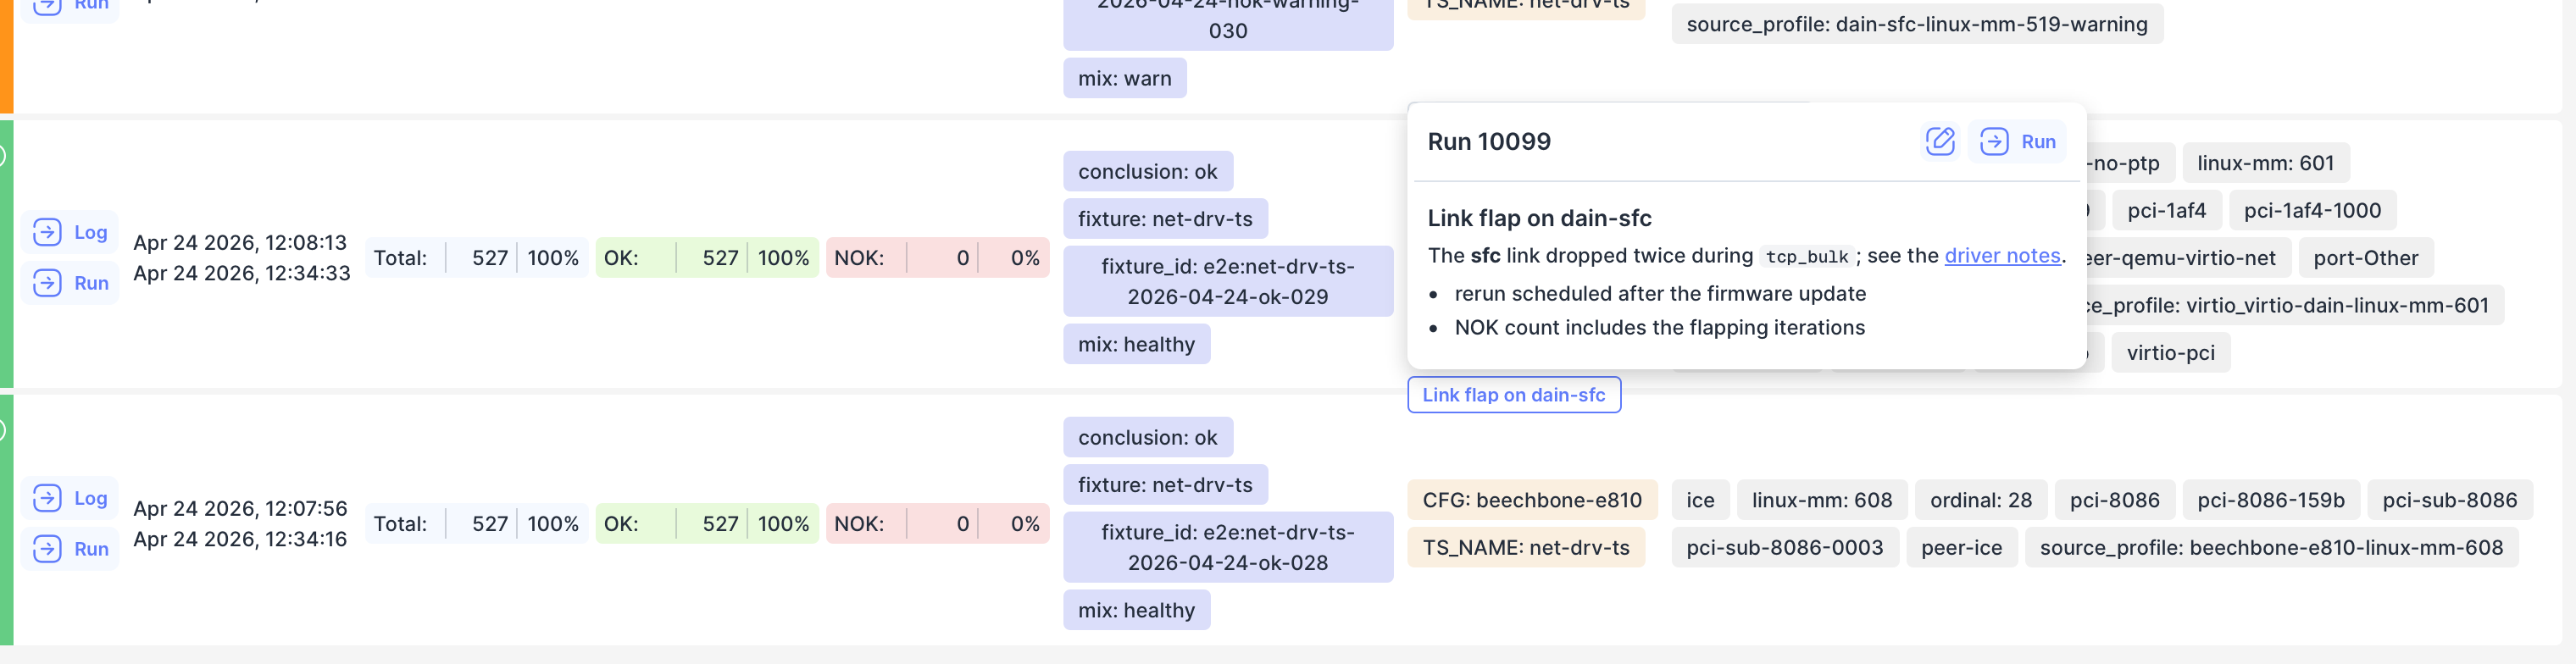 Run
2026-04-24-nok-warning-
030
mix: warn
TS_NAME: net-drv-ts
source_profile: dain-sfc-linux-mm-519-warning
Log
Run
Apr 24 2026, 12:08:13
Apr 24 2026, 12:34:33
Total: 527 100%
OK: 527 100%
NOK: 0 0%
conclusion: ok
fixture: net-drv-ts
fixture_id: e2e:net-drv-ts-
2026-04-24-ok-029
mix: healthy
Run 10099
Run
Link flap on dain-sfc
The sfc link dropped twice during tcp_bulk; see the driver notes.
• rerun scheduled after the firmware update
• NOK count includes the flapping iterations
-no-ptp linux-mm: 601
pci-1af4 pci-1af4-1000
eer-qemu-virtio-net port-Other
ce_profile: virtio_virtio-dain-linux-mm-601
virtio-pci
Link flap on dain-sfc
Log
Run
Apr 24 2026, 12:07:56
Apr 24 2026, 12:34:16
Total: 527 100%
OK: 527 100%
NOK: 0 0%
conclusion: ok
fixture: net-drv-ts
fixture_id: e2e:net-drv-ts-
2026-04-24-ok-028
mix: healthy
CFG: beechbone-e810
TS_NAME: net-drv-ts
ice linux-mm: 608 ordinal: 28 pci-8086 pci-8086-159b pci-sub-8086
pci-sub-8086-0003 peer-ice source_profile: beechbone-e810-linux-mm-608